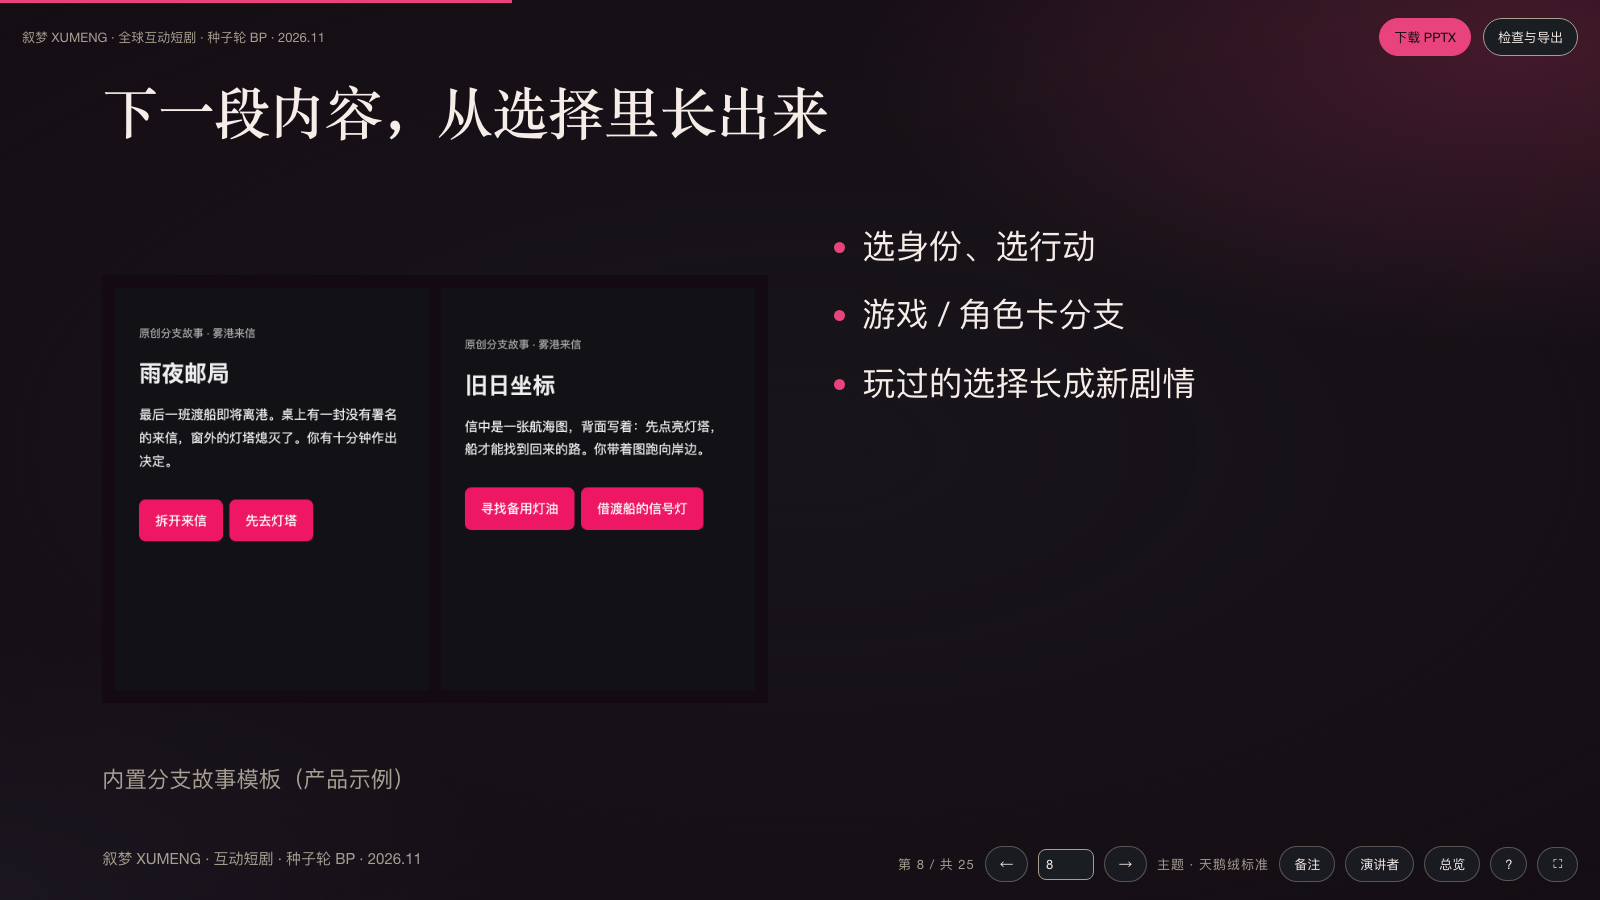 叙梦 XUMENG · 全球互动短剧 · 种子轮 BP · 2026.11
下载 PPTX
检查与导出
下一段内容，从选择里长出来
原创分支故事 · 雾港来信
雨夜邮局
最后一班渡船即将离港。桌上有一封没有署名
的来信，窗外的灯塔熄灭了。你有十分钟作出
决定。
拆开来信
先去灯塔
原创分支故事 · 雾港来信
旧日坐标
信中是一张航海图，背面写着：先点亮灯塔，
船才能找到回来的路。你带着图跑向岸边。
寻找备用灯油
借渡船的信号灯
选身份、选行动
游戏 / 角色卡分支
玩过的选择长成新剧情
内置分支故事模板（产品示例）
叙梦 XUMENG · 互动短剧 · 种子轮 BP · 2026.11
第 8 / 共 25
←
8
→
主题 · 天鹅绒标准
备注
演讲者
总览
?